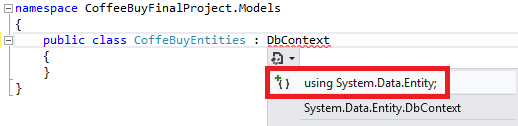 namespace CoffeeBuyFinalProject.Models
{
public class CoffeBuyEntities : DbContext
{
}
}
{ } using System.Data.Entity;
System.Data.Entity.DbContext